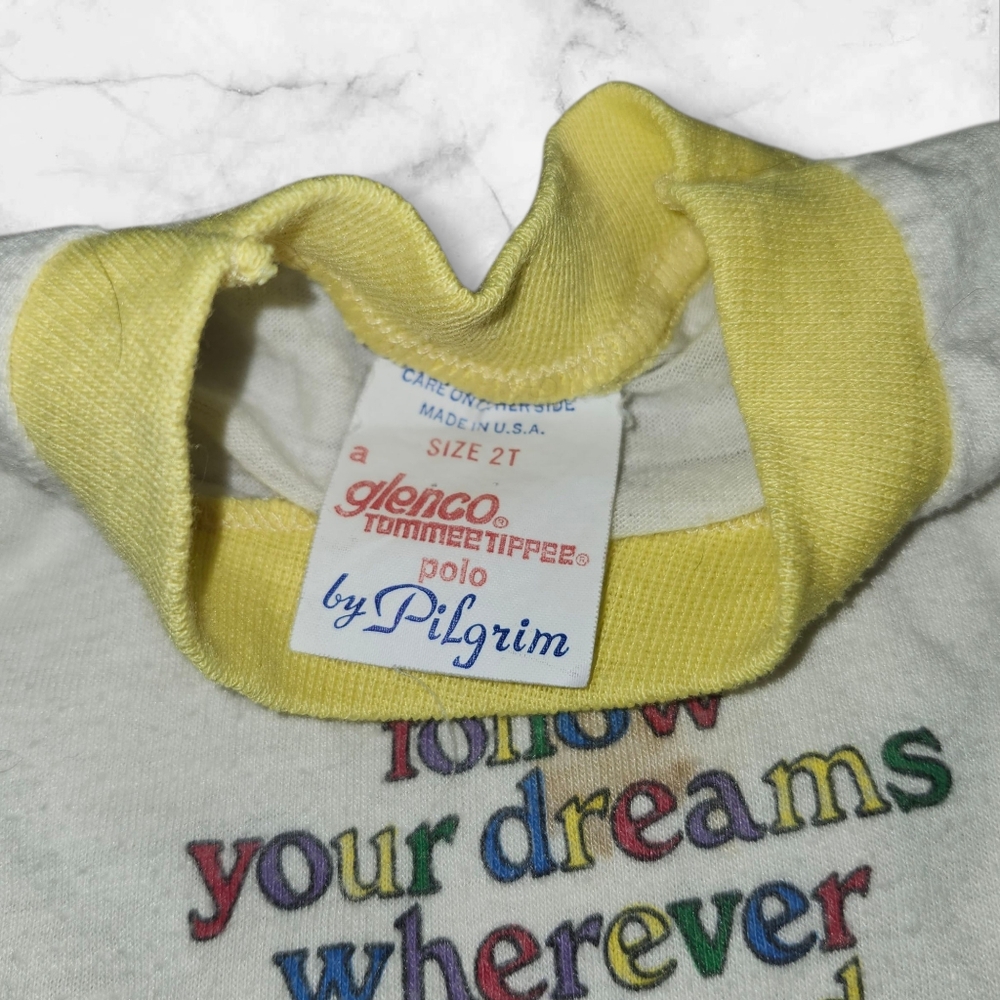 CARE ON OTHER SIDE
MADE IN U.S.A.
SIZE 2T
a
glenco®
TOMMEE TIPPEE®
polo
by Pilgrim
follow
your dreams
wherever